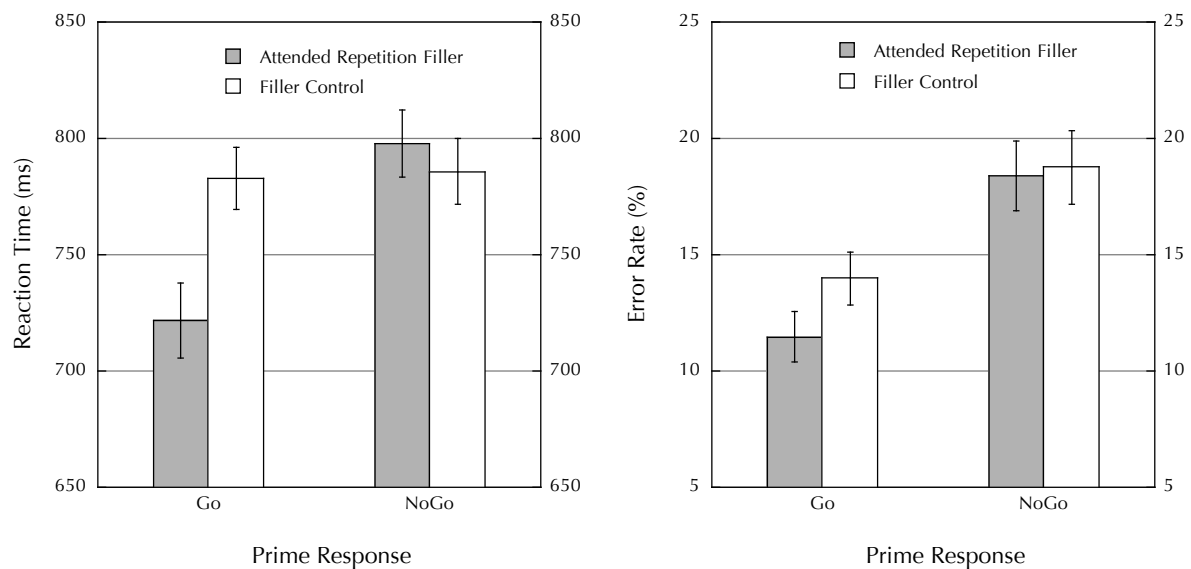 850
800
750
700
650
Reaction Time (ms)
Attended Repetition Filler
Filler Control
850
800
750
700
650
Go
NoGo
Prime Response
25
20
15
10
5
Error Rate (%)
Attended Repetition Filler
Filler Control
25
20
15
10
5
Go
NoGo
Prime Response